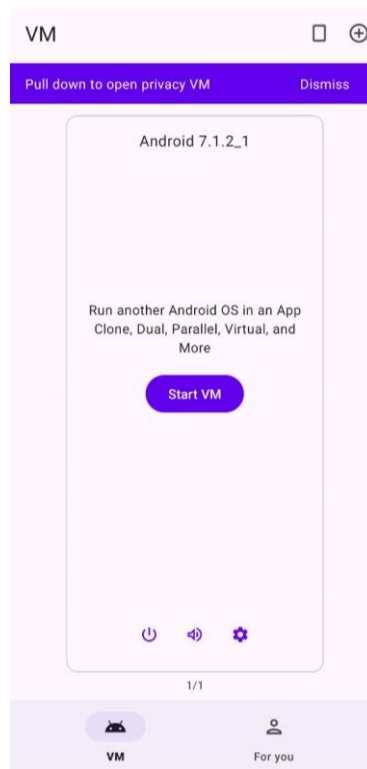 VM
Pull down to open privacy VM Dismiss
Android 7.1.2_1
Run another Android OS in an App
Clone, Dual, Parallel, Virtual, and
More
Start VM
1/1
VM For you